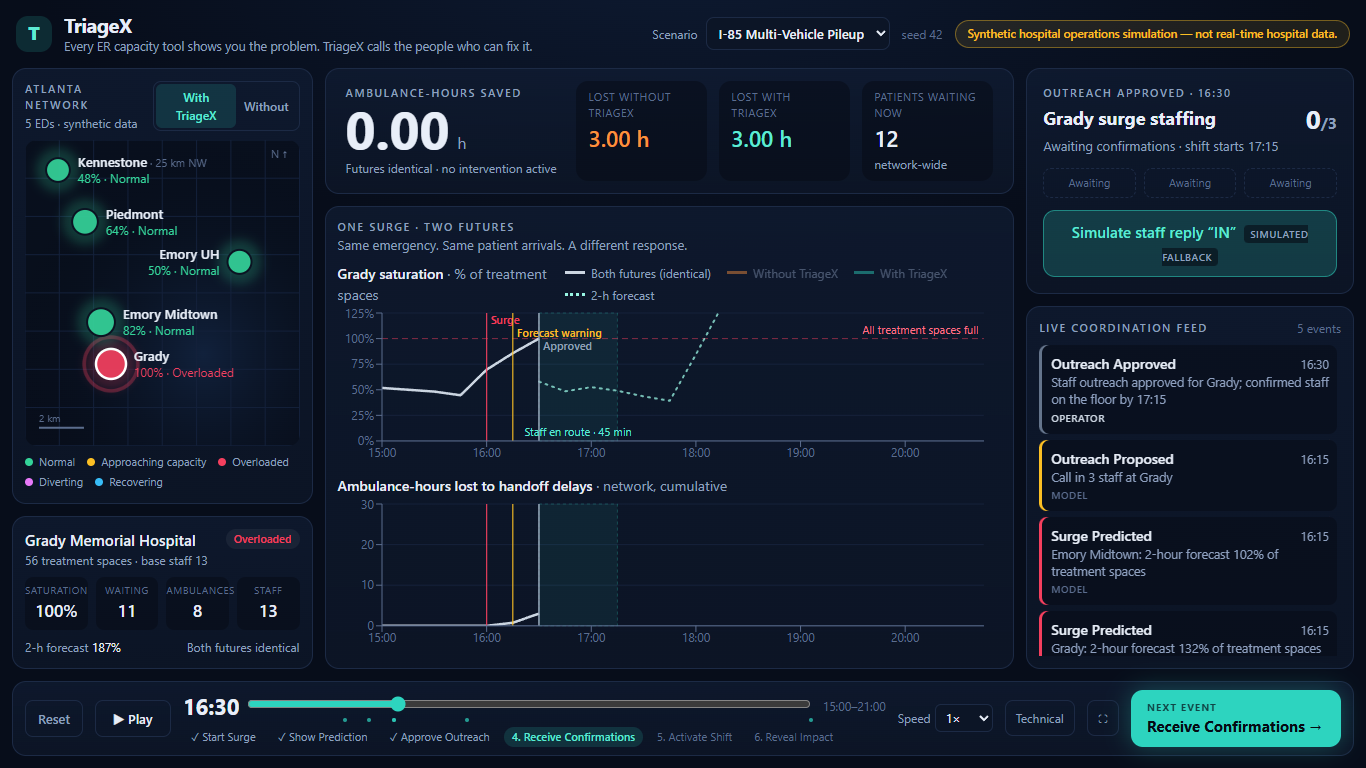 T
TriageX
Every ER capacity tool shows you the problem. TriageX calls the people who can fix it.
Scenario
I-85 Multi-Vehicle Pileup
seed 42
Synthetic hospital operations simulation — not real-time hospital data.
ATLANTA
NETWORK
5 EDs · synthetic data
With
TriageX
Without
N ↑
Kennestone · 25 km NW
48% · Normal
Piedmont
64% · Normal
Emory UH
50% · Normal
Emory Midtown
82% · Normal
Grady
100% · Overloaded
2 km
Normal
Approaching capacity
Overloaded
Diverting
Recovering
Grady Memorial Hospital
Overloaded
56 treatment spaces · base staff 13
SATURATION
100%
WAITING
11
AMBULANCES
8
STAFF
13
2-h forecast 187%
Both futures identical
AMBULANCE-HOURS SAVED
0.00 h
Futures identical · no intervention active
LOST WITHOUT
TRIAGEX
3.00 h
LOST WITH
TRIAGEX
3.00 h
PATIENTS WAITING
NOW
12
network-wide
ONE SURGE · TWO FUTURES
Same emergency. Same patient arrivals. A different response.
Grady saturation · % of treatment
spaces
Both futures (identical)
Without TriageX
With TriageX
2-h forecast
125%
100%
75%
50%
25%
0%
Surge
Forecast warning
Approved
All treatment spaces full
Staff en route · 45 min
15:00
16:00
17:00
18:00
19:00
20:00
Ambulance-hours lost to handoff delays · network, cumulative
30
20
10
0
15:00
16:00
17:00
18:00
19:00
20:00
OUTREACH APPROVED · 16:30
Grady surge staffing
0/3
Awaiting confirmations · shift starts 17:15
Awaiting
Awaiting
Awaiting
Simulate staff reply “IN” SIMULATED
FALLBACK
LIVE COORDINATION FEED
5 events
Outreach Approved
16:30
Staff outreach approved for Grady; confirmed staff
on the floor by 17:15
OPERATOR
Outreach Proposed
16:15
Call in 3 staff at Grady
MODEL
Surge Predicted
16:15
Emory Midtown: 2-hour forecast 102% of
treatment spaces
MODEL
Surge Predicted
16:15
Grady: 2-hour forecast 132% of treatment spaces
Reset
▶ Play
16:30
15:00–21:00
✓ Start Surge
✓ Show Prediction
✓ Approve Outreach
4. Receive Confirmations
5. Activate Shift
6. Reveal Impact
Speed
1×
Technical
NEXT EVENT
Receive Confirmations →